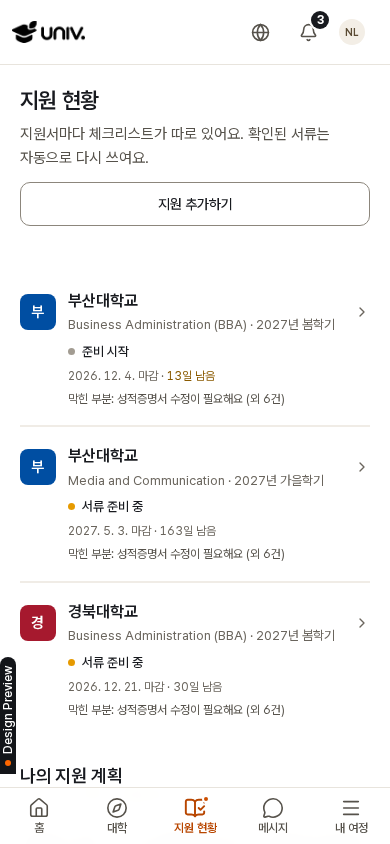 UNIV.
3
NL
지원 현황
지원서마다 체크리스트가 따로 있어요. 확인된 서류는
자동으로 다시 쓰여요.
지원 추가하기
부
부산대학교
Business Administration (BBA) · 2027년 봄학기
준비 시작
2026. 12. 4. 마감 · 13일 남음
막힌 부분: 성적증명서 수정이 필요해요 (외 6건)
부
부산대학교
Media and Communication · 2027년 가을학기
서류 준비 중
2027. 5. 3. 마감 · 163일 남음
막힌 부분: 성적증명서 수정이 필요해요 (외 6건)
경
경북대학교
Business Administration (BBA) · 2027년 봄학기
서류 준비 중
2026. 12. 21. 마감 · 30일 남음
막힌 부분: 성적증명서 수정이 필요해요 (외 6건)
Design Preview
나의 지원 계획
홈
대학
지원 현황
메시지
내 여정